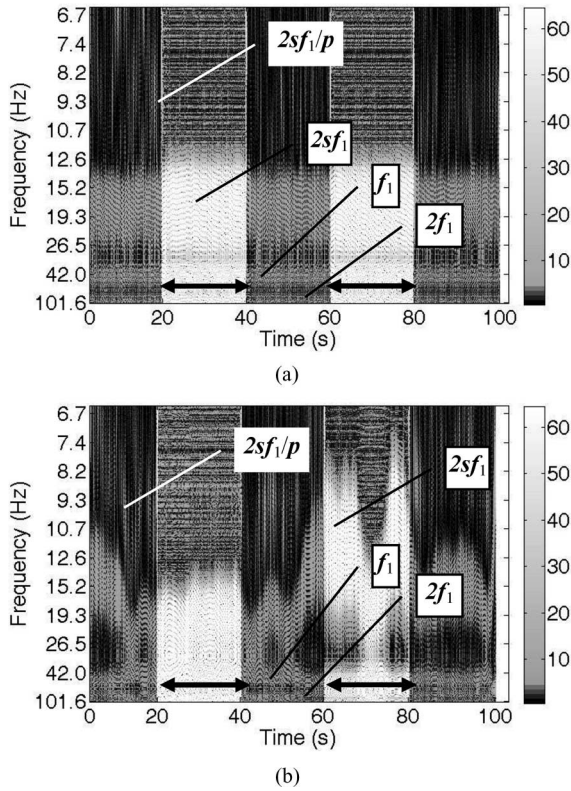 6.7
7.4
8.2
9.3
10.7
12.6
15.2
19.3
26.5
42.0
101.6
Frequency (Hz)
2sf1/p
2sf1
f1
2f1
60
50
40
30
20
10
0 20 40 60 80 100
Time (s)
(a)
6.7
7.4
8.2
9.3
10.7
12.6
15.2
19.3
26.5
42.0
101.6
Frequency (Hz)
2sf1/p
2sf1
f1
2f1
60
50
40
30
20
10
0 20 40 60 80 100
Time (s)
(b)